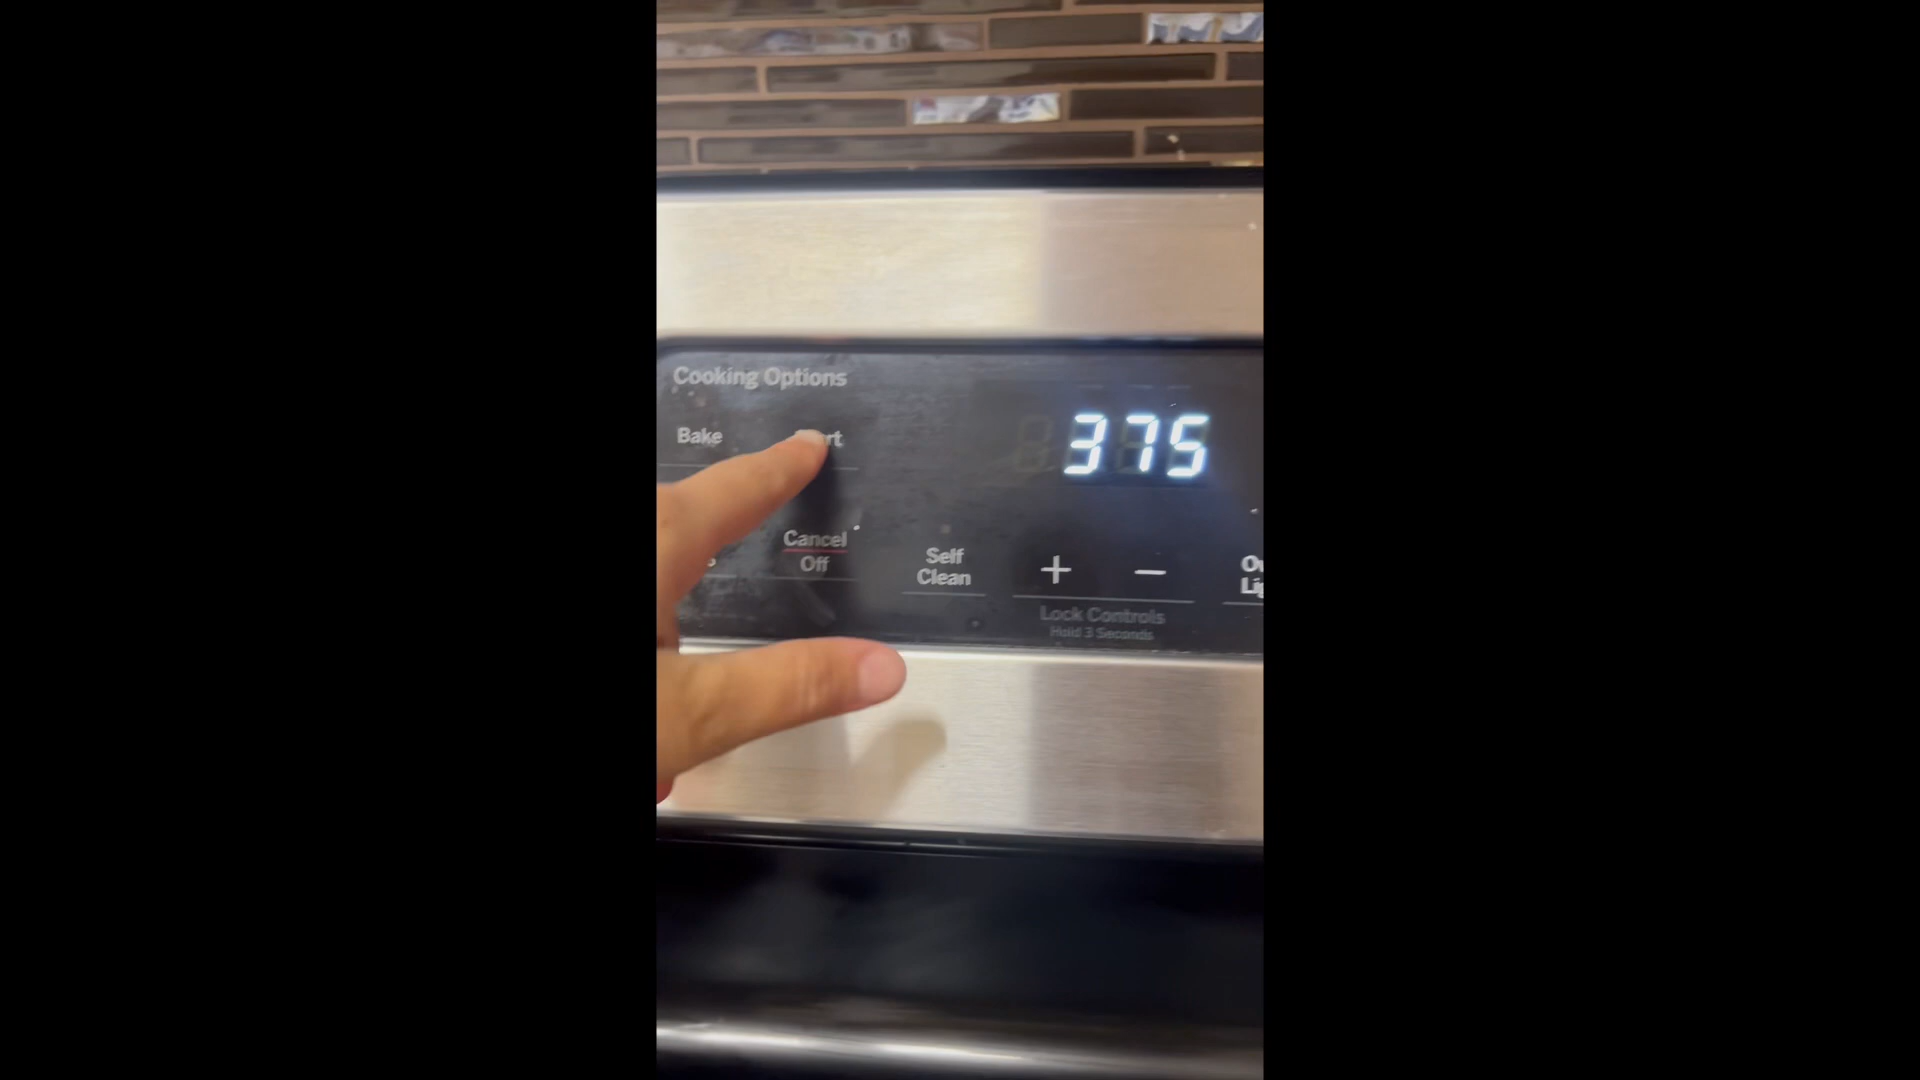 Cooking Options
Bake
375
Cancel
Off
Self
Clean
+ −
Lock Controls
Hold 3 Seconds